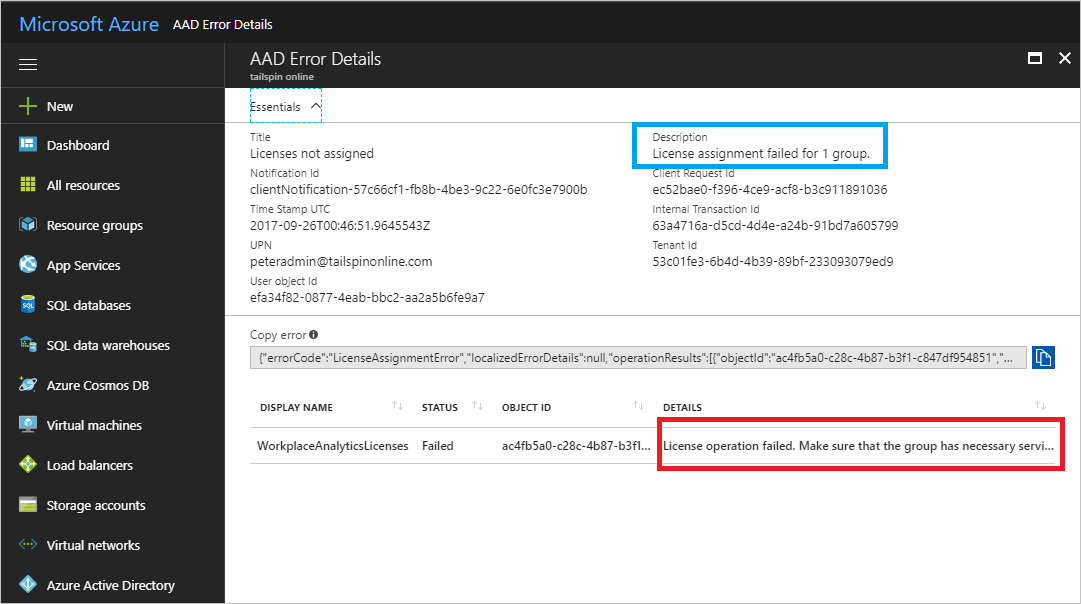 Microsoft Azure AAD Error Details
AAD Error Details
tailspin online
New
Dashboard
All resources
Resource groups
App Services
SQL databases
SQL data warehouses
Azure Cosmos DB
Virtual machines
Load balancers
Storage accounts
Virtual networks
Azure Active Directory
Essentials
Title
Licenses not assigned
Notification Id
clientNotification-57c66cf1-fb8b-4be3-9c22-6e0fc3e7900b
Time Stamp UTC
2017-09-26T00:46:51.9645543Z
UPN
peteradmin@tailspinonline.com
User object Id
efa34f82-0877-4eab-bbc2-aa2a5b6fe9a7
Description
License assignment failed for 1 group.
Client Request Id
ec52bae0-f396-4ce9-acf8-b3c911891036
Internal Transaction Id
63a4716a-d5cd-4d4e-a24b-91bd7a605799
Tenant Id
53c01fe3-6b4d-4b39-89bf-233093079ed9
Copy error
{"errorCode":"LicenseAssignmentError","localizedErrorDetails":null,"operationResults":[[{"objectId":"ac4fb5a0-c28c-4b87-b3f1-c847df954851","...
DISPLAY NAME STATUS OBJECT ID DETAILS
WorkplaceAnalyticsLicenses Failed ac4fb5a0-c28c-4b87-b3f1... License operation failed. Make sure that the group has necessary servi...